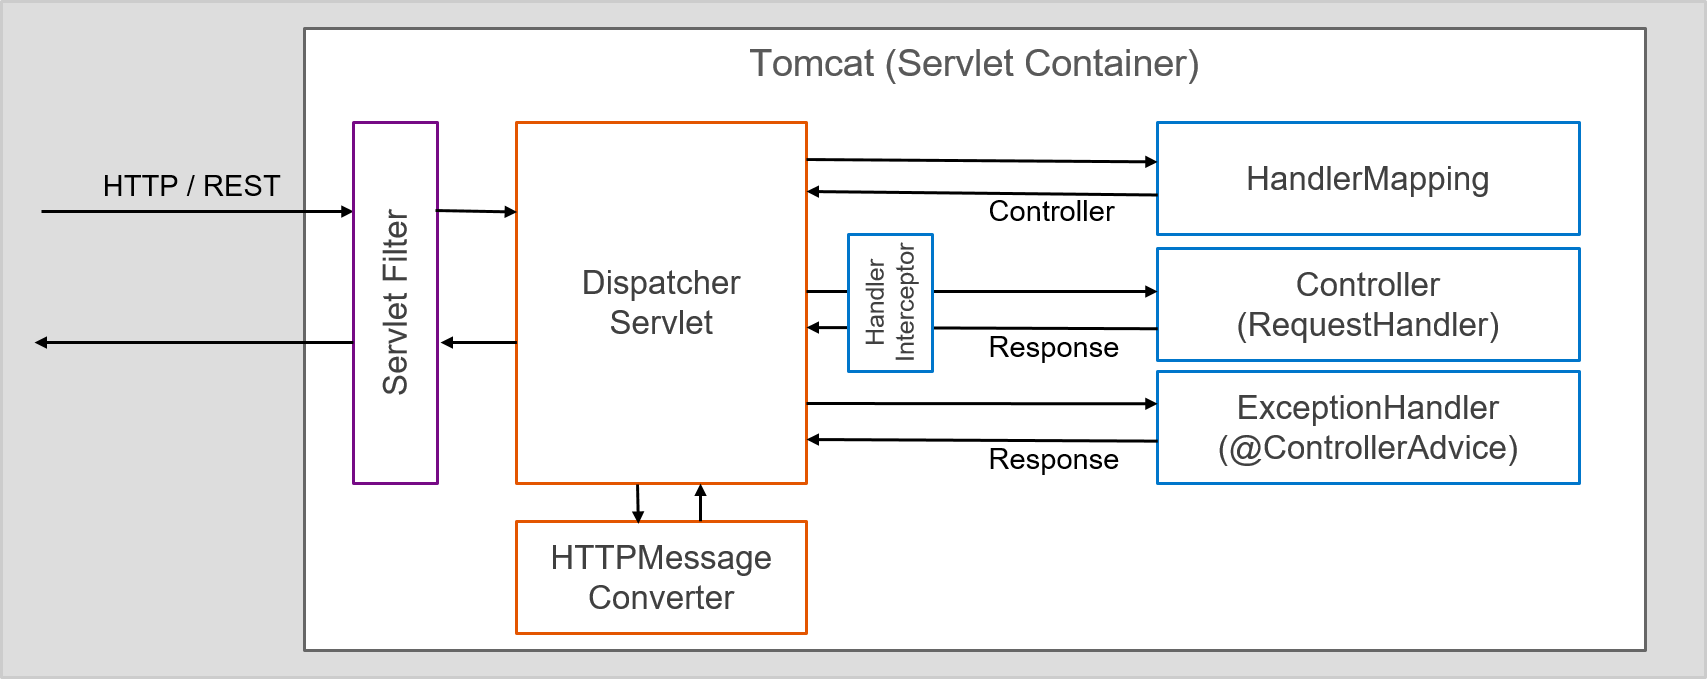 Tomcat (Servlet Container)
HTTP / REST
Servlet Filter
Dispatcher
Servlet
HandlerMapping
Controller
Handler
Interceptor
Controller
(RequestHandler)
Response
ExceptionHandler
(@ControllerAdvice)
Response
HTTPMessage
Converter